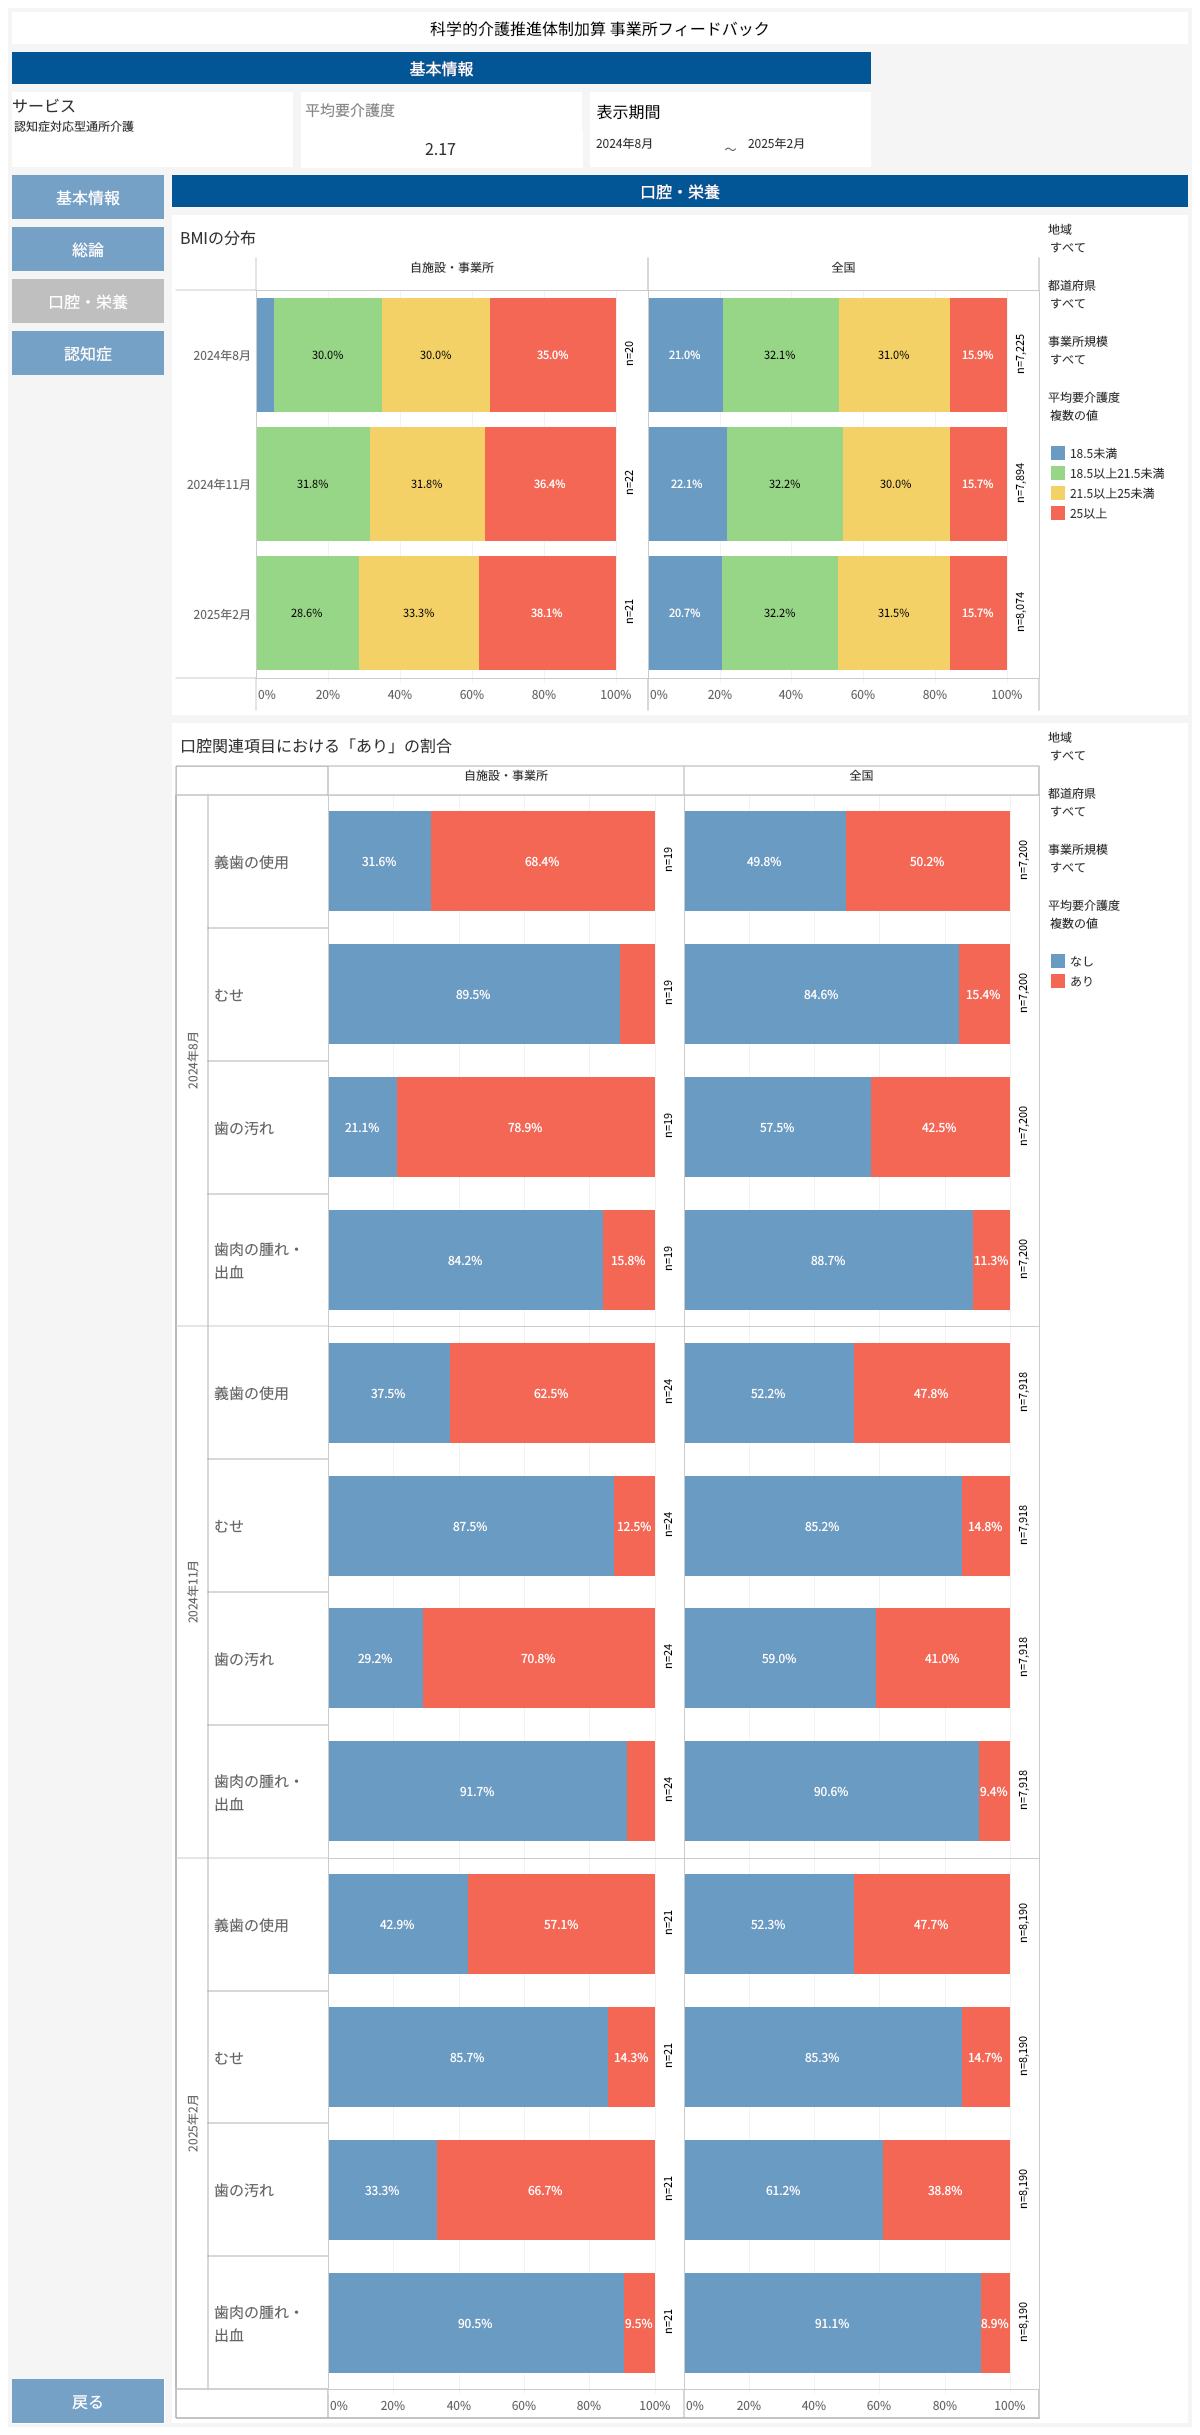 科学的介護推進体制加算 事業所フィードバック
基本情報
サービス
認知症対応型通所介護
平均要介護度
2.17
表示期間
2024年8月 ～ 2025年2月
基本情報
総論
口腔・栄養
認知症
戻る
口腔・栄養
BMIの分布
自施設・事業所 全国
2024年8月 30.0% 30.0% 35.0% n=20 21.0% 32.1% 31.0% 15.9% n=7,225
2024年11月 31.8% 31.8% 36.4% n=22 22.1% 32.2% 30.0% 15.7% n=7,894
2025年2月 28.6% 33.3% 38.1% n=21 20.7% 32.2% 31.5% 15.7% n=8,074
0% 20% 40% 60% 80% 100% 0% 20% 40% 60% 80% 100%
地域
すべて
都道府県
すべて
事業所規模
すべて
平均要介護度
複数の値
18.5未満
18.5以上21.5未満
21.5以上25未満
25以上
口腔関連項目における「あり」の割合
自施設・事業所 全国
2024年8月
義歯の使用 31.6% 68.4% n=19 49.8% 50.2% n=7,200
むせ 89.5% n=19 84.6% 15.4% n=7,200
歯の汚れ 21.1% 78.9% n=19 57.5% 42.5% n=7,200
歯肉の腫れ・
出血 84.2% 15.8% n=19 88.7% 11.3% n=7,200
2024年11月
義歯の使用 37.5% 62.5% n=24 52.2% 47.8% n=7,918
むせ 87.5% 12.5% n=24 85.2% 14.8% n=7,918
歯の汚れ 29.2% 70.8% n=24 59.0% 41.0% n=7,918
歯肉の腫れ・
出血 91.7% n=24 90.6% 9.4% n=7,918
2025年2月
義歯の使用 42.9% 57.1% n=21 52.3% 47.7% n=8,190
むせ 85.7% 14.3% n=21 85.3% 14.7% n=8,190
歯の汚れ 33.3% 66.7% n=21 61.2% 38.8% n=8,190
歯肉の腫れ・
出血 90.5% 9.5% n=21 91.1% 8.9% n=8,190
0% 20% 40% 60% 80% 100% 0% 20% 40% 60% 80% 100%
地域
すべて
都道府県
すべて
事業所規模
すべて
平均要介護度
複数の値
なし
あり